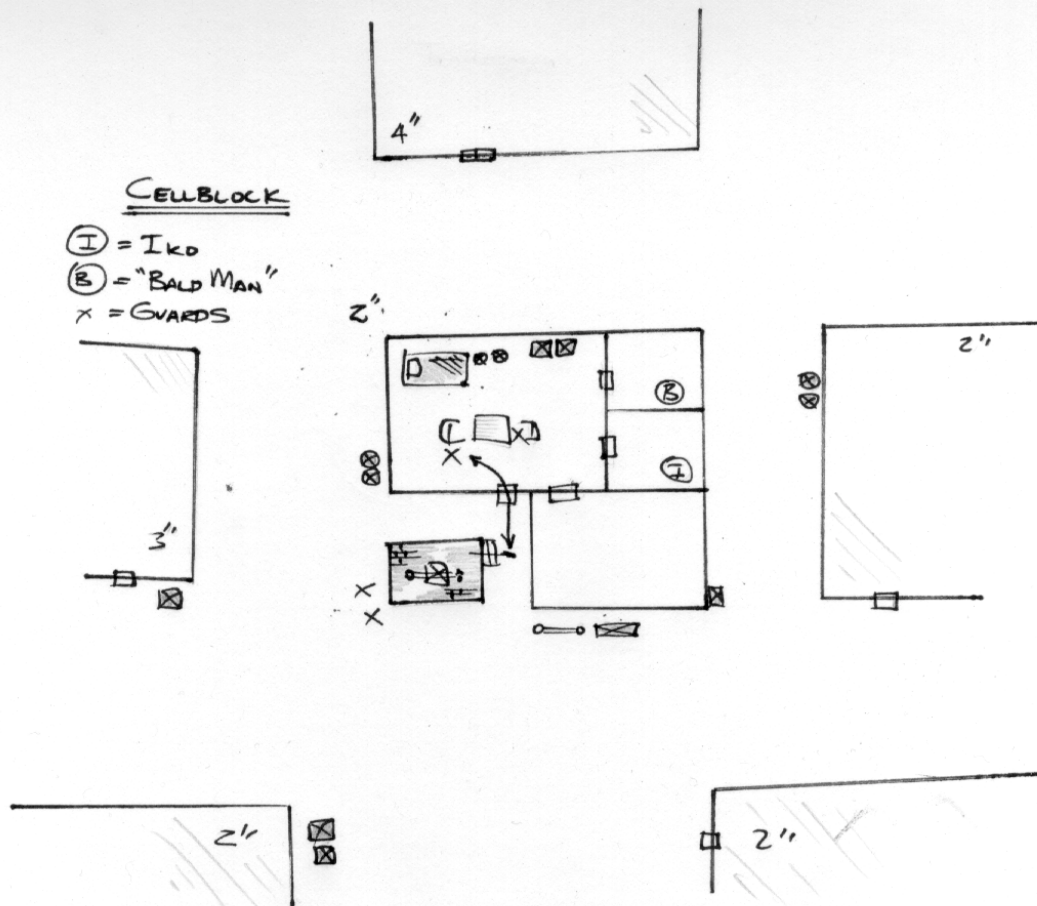 4"
CELLBLOCK
I = IKO
B = "BALD MAN"
X = GUARDS
2"
2"
B
I
3"
2"
2"